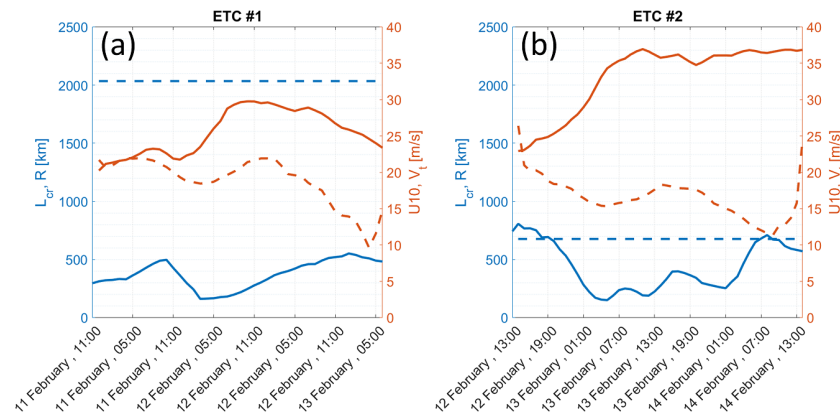 ETC #1
(a)
2500
2000
1500
1000
500
0
L_cr, R [km]
40
35
30
25
20
15
10
5
0
U10, V_t [m/s]
11 February , 11:00
11 February , 05:00
11 February , 11:00
12 February , 05:00
12 February , 11:00
12 February , 05:00
12 February , 11:00
13 February , 05:00
ETC #2
(b)
2500
2000
1500
1000
500
0
L_cr, R [km]
40
35
30
25
20
15
10
5
0
U10, V_t [m/s]
12 February , 13:00
12 February , 19:00
13 February , 01:00
13 February , 07:00
13 February , 13:00
13 February , 19:00
14 February , 01:00
14 February , 07:00
14 February , 13:00